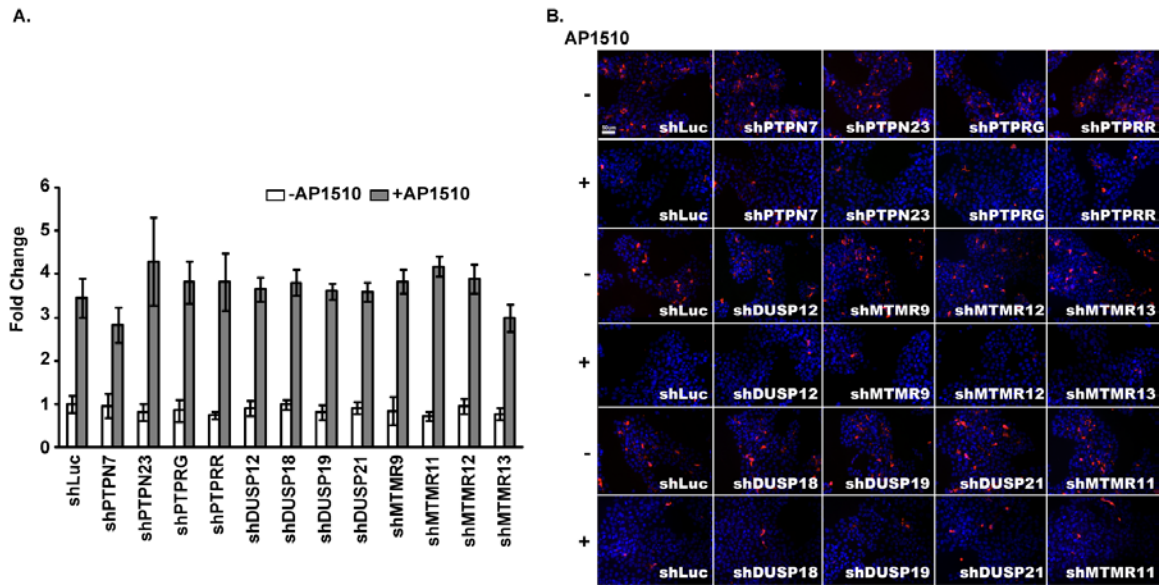 A.
Fold Change
6
5
4
3
2
1
0
-AP1510 +AP1510
shLuc
shPTPN7
shPTPN23
shPTPRG
shPTPRR
shDUSP12
shDUSP18
shDUSP19
shDUSP21
shMTMR9
shMTMR11
shMTMR12
shMTMR13
B.
AP1510
- shLuc shPTPN7 shPTPN23 shPTPRG shPTPRR
+ shLuc shPTPN7 shPTPN23 shPTPRG shPTPRR
- shLuc shDUSP12 shMTMR9 shMTMR12 shMTMR13
+ shLuc shDUSP12 shMTMR9 shMTMR12 shMTMR13
- shLuc shDUSP18 shDUSP19 shDUSP21 shMTMR11
+ shLuc shDUSP18 shDUSP19 shDUSP21 shMTMR11